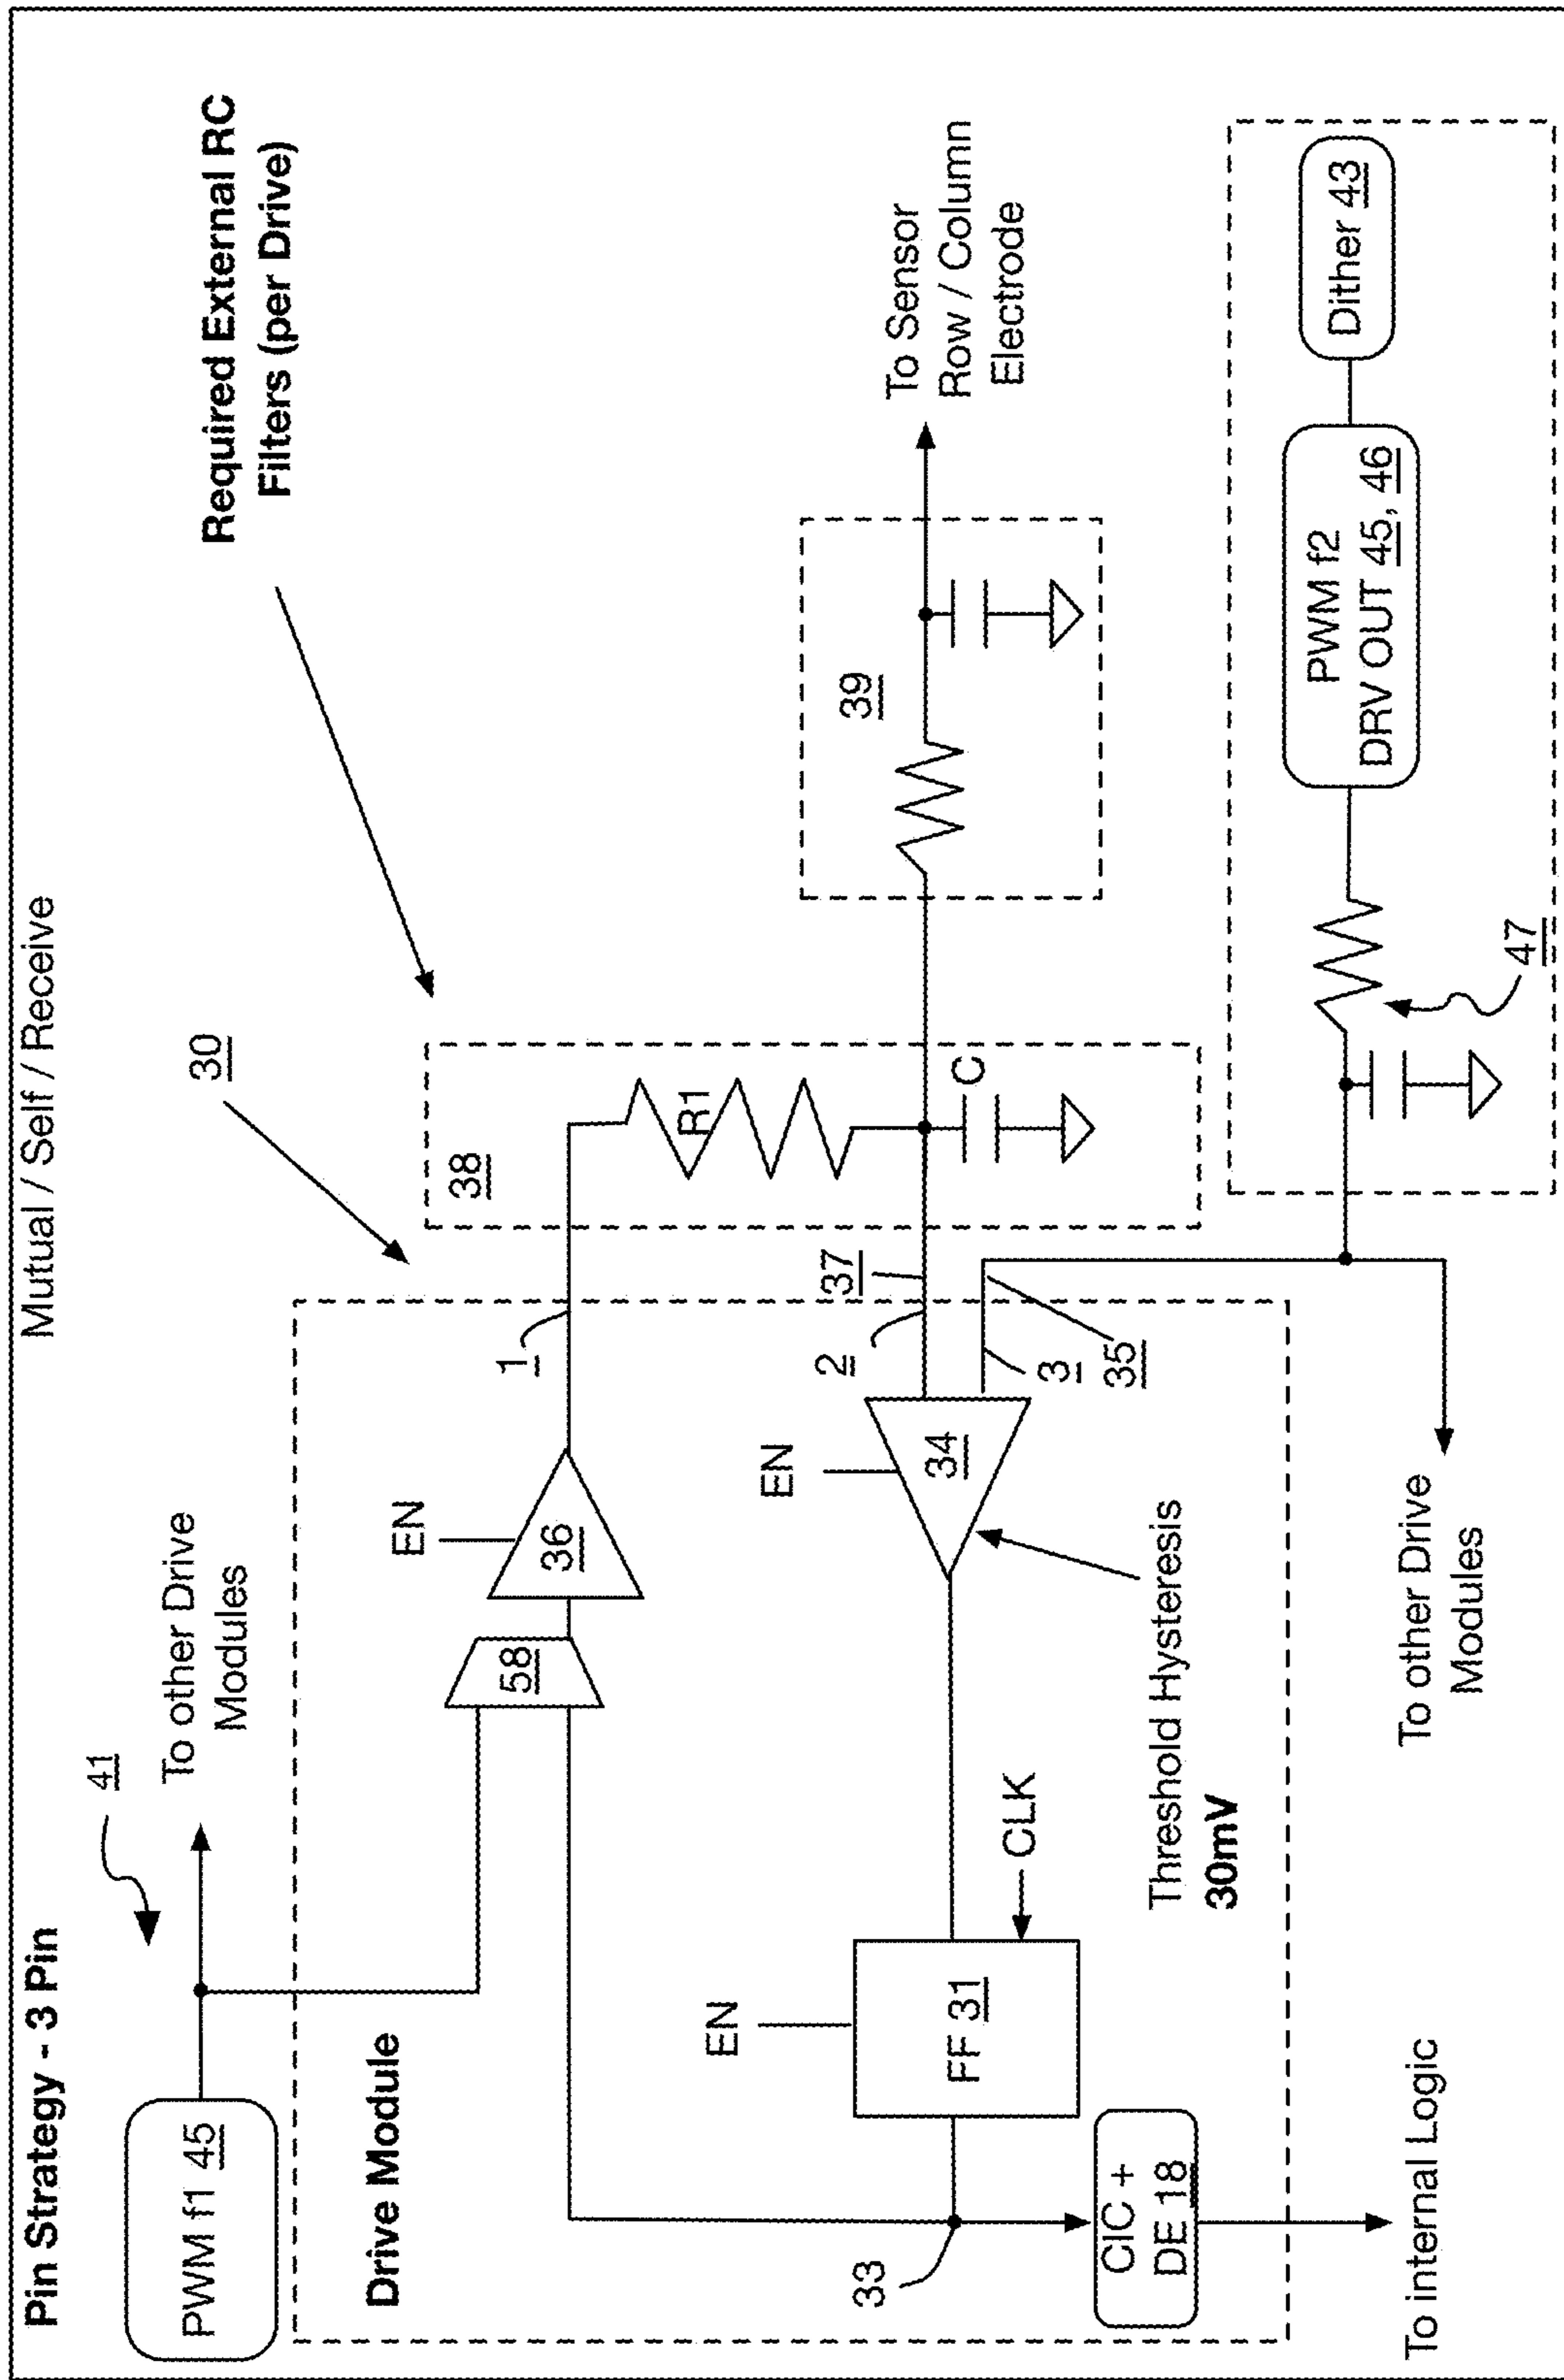 Mutual / Self / Receive
Pin Strategy - 3 Pin
41
30
Required External RC
Filters (per Drive)
PWM f1 45
To other Drive
Modules
Drive Module
EN
36
58
1
38
R1
C
39
To Sensor
Row / Column
Electrode
EN
34
2
37
3
35
EN
FF 31
CLK
33
Threshold Hysteresis
30mV
CIC +
DE 18
To internal Logic
To other Drive
Modules
47
PWM f2
DRV OUT 45, 46
Dither 43